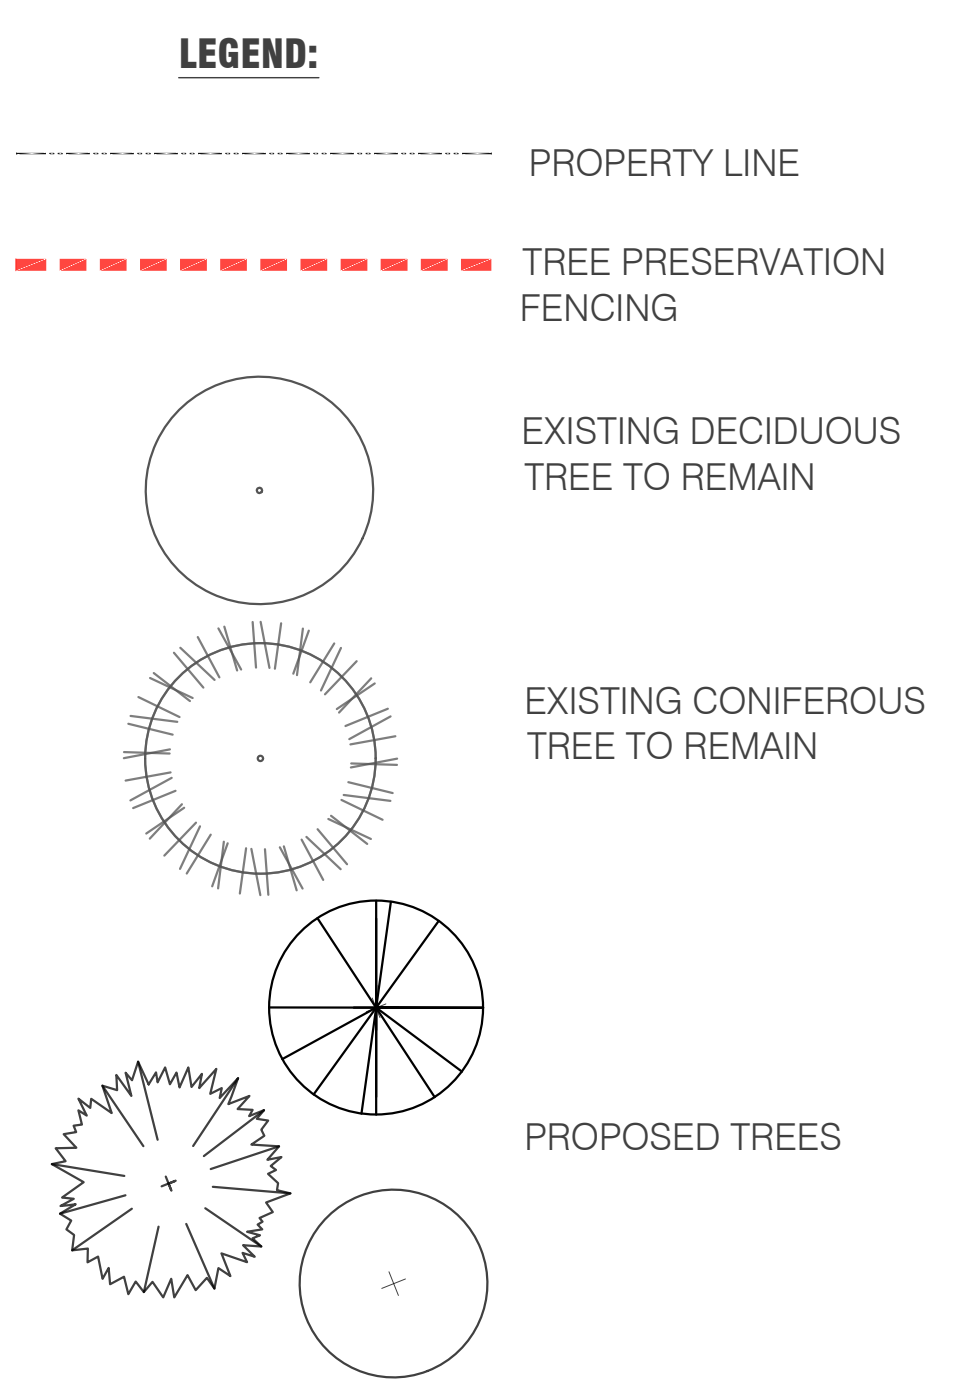 LEGEND:
PROPERTY LINE
TREE PRESERVATION
FENCING
EXISTING DECIDUOUS
TREE TO REMAIN
EXISTING CONIFEROUS
TREE TO REMAIN
PROPOSED TREES